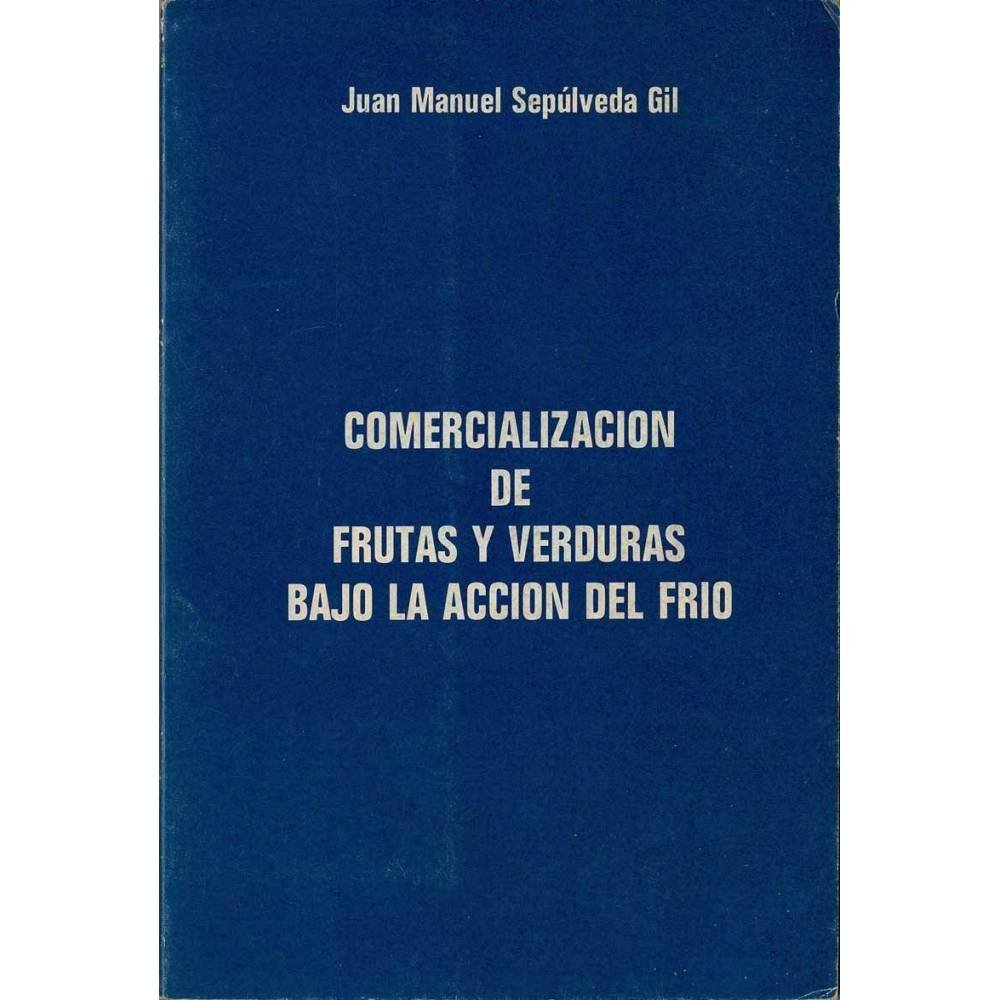 Juan Manuel Sepúlveda Gil
COMERCIALIZACION
DE
FRUTAS Y VERDURAS
BAJO LA ACCION DEL FRIO